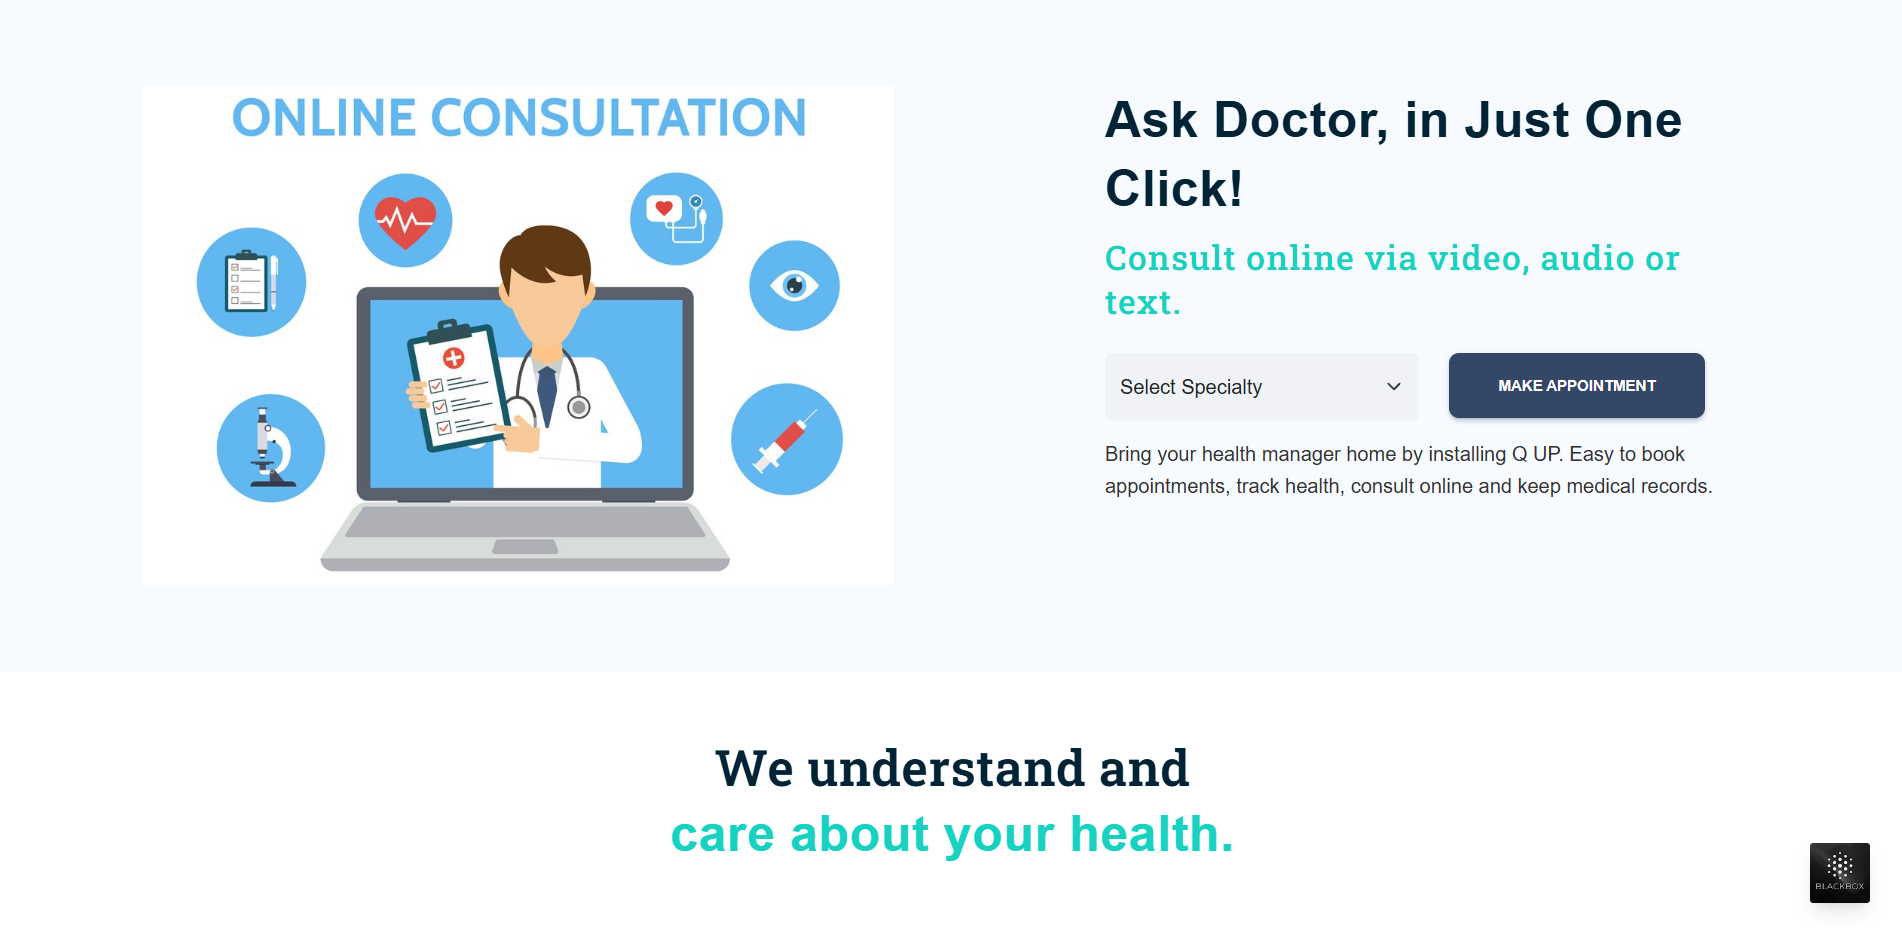 ONLINE CONSULTATION
Ask Doctor, in Just One
Click!
Consult online via video, audio or
text.
Select Specialty
MAKE APPOINTMENT
Bring your health manager home by installing Q UP. Easy to book
appointments, track health, consult online and keep medical records.
We understand and
care about your health.
BLACKBOX